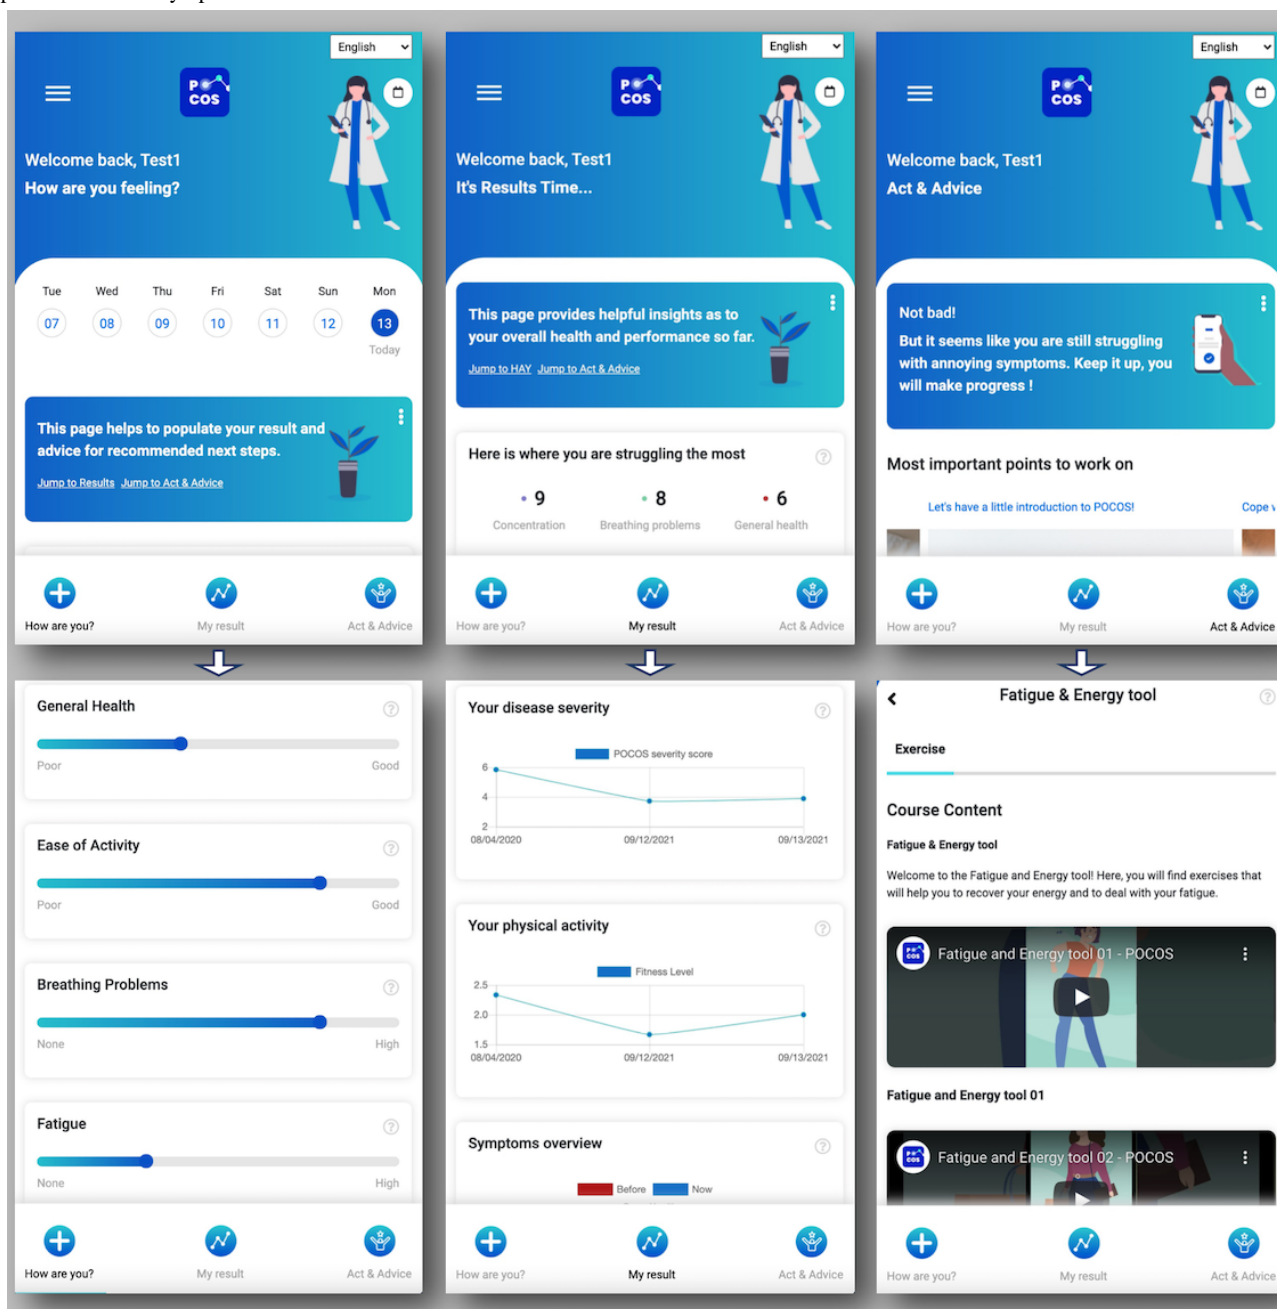 English
P
COS
Welcome back, Test1
How are you feeling?
Tue Wed Thu Fri Sat Sun Mon
07 08 09 10 11 12 13
Today
This page helps to populate your result and
advice for recommended next steps.
Jump to Results Jump to Act & Advice
How are you? My result Act & Advice
English
P
COS
Welcome back, Test1
It's Results Time...
This page provides helpful insights as to
your overall health and performance so far.
Jump to HAY Jump to Act & Advice
Here is where you are struggling the most
?
9 8 6
Concentration Breathing problems General health
How are you? My result Act & Advice
English
P
COS
Welcome back, Test1
Act & Advice
Not bad!
But it seems like you are still struggling
with annoying symptoms. Keep it up, you
will make progress !
Most important points to work on
Let's have a little introduction to POCOS! Cope
How are you? My result Act & Advice
General Health
?
Poor Good
Ease of Activity
?
Poor Good
Breathing Problems
?
None High
Fatigue
?
None High
How are you? My result Act & Advice
Your disease severity
?
POCOS severity score
6
4
2
08/04/2020 09/12/2021 09/13/2021
Your physical activity
?
Fitness Level
2.5
2.0
1.5
08/04/2020 09/12/2021 09/13/2021
Symptoms overview
?
Before Now
How are you? My result Act & Advice
Fatigue & Energy tool
?
Exercise
Course Content
Fatigue & Energy tool
Welcome to the Fatigue and Energy tool! Here, you will find exercises that
will help you to recover your energy and to deal with your fatigue.
P
COS
Fatigue and Energy tool 01 - POCOS
Fatigue and Energy tool 01
P
COS
Fatigue and Energy tool 02 - POCOS
How are you? My result Act & Advice